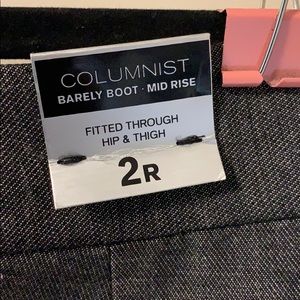 COLUMNIST
BARELY BOOT · MID RISE
FITTED THROUGH
HIP & THIGH
2R